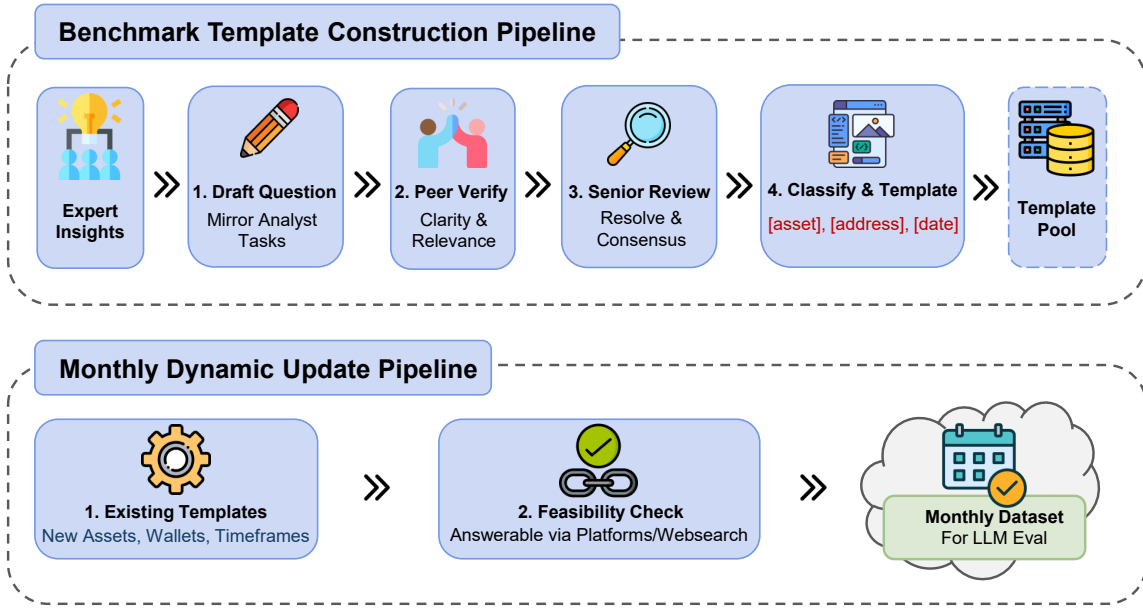 Benchmark Template Construction Pipeline
Expert
Insights
1. Draft Question
Mirror Analyst
Tasks
2. Peer Verify
Clarity &
Relevance
3. Senior Review
Resolve &
Consensus
4. Classify & Template
[asset], [address], [date]
Template
Pool
Monthly Dynamic Update Pipeline
1. Existing Templates
New Assets, Wallets, Timeframes
2. Feasibility Check
Answerable via Platforms/Websearch
Monthly Dataset
For LLM Eval